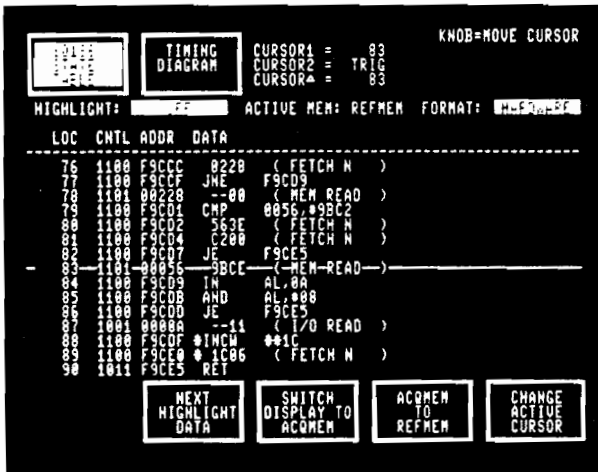 KNOB=MOVE CURSOR
TIMING DIAGRAM
CURSOR1 = 83
CURSOR2 = TRIG
CURSOR△ = 83
HIGHLIGHT: FF ACTIVE MEM: REFMEM FORMAT:
LOC CNTL ADDR DATA
76 1100 F9CCC 0220 ( FETCH N )
77 1100 F9CCF JNE F9CD9
78 1101 00228 --00 ( MEM READ )
79 1100 F9CD1 CMP 0056,#9BC2
80 1100 F9CD2 563E ( FETCH N )
81 1100 F9CD4 C200 ( FETCH N )
82 1100 F9CD7 JE F9CE5
83 1101 00056 9BCE ( MEM READ )
84 1100 F9CD9 IN AL,0A
85 1100 F9CDB AND AL,#08
86 1100 F9CDD JE F9CE5
87 1001 0000A --11 ( I/O READ )
88 1100 F9CDF #INCW ##1C
89 1100 F9CE0 # 1C06 ( FETCH N )
90 1011 F9CE5 RET
NEXT HIGHLIGHT DATA
SWITCH DISPLAY TO ACQMEM
ACQMEM TO REFMEM
CHANGE ACTIVE CURSOR